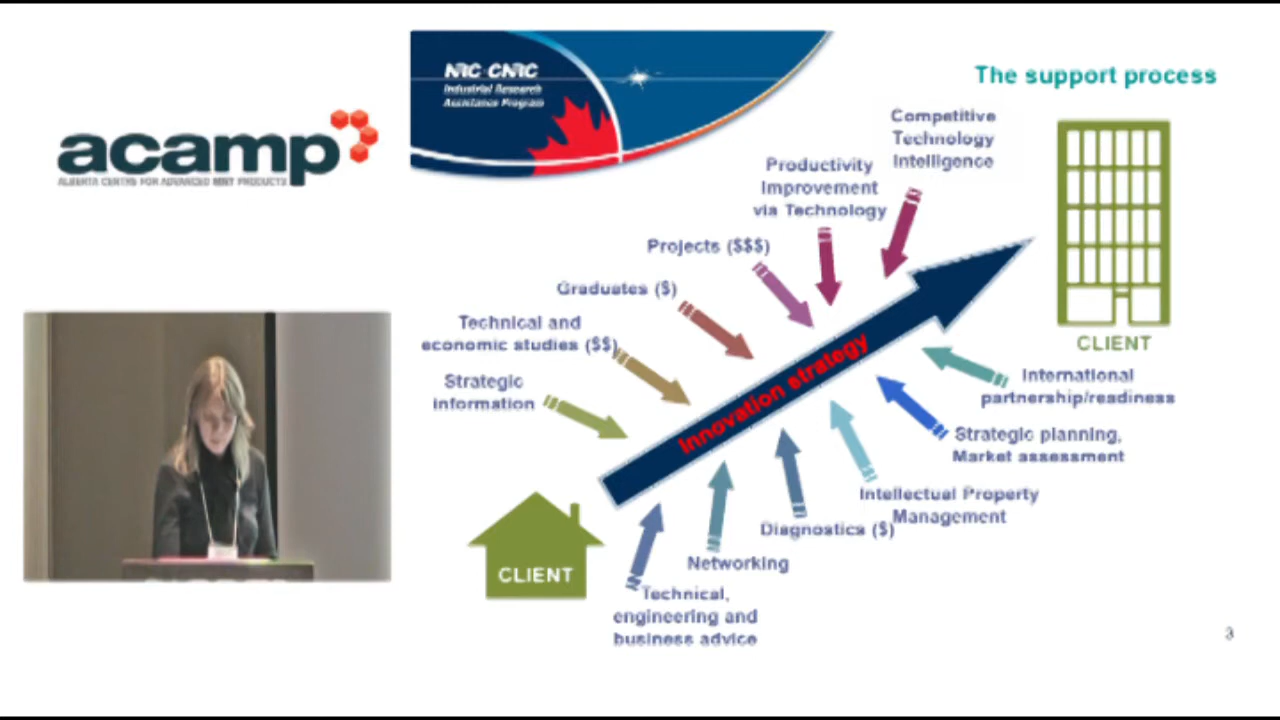 acamp
ALBERTA CENTRE FOR ADVANCED MNT PRODUCTS
NRC·CNRC
Industrial Research
Assistance Program
The support process
Competitive
Technology
Intelligence
Productivity
Improvement
via Technology
Projects ($$$)
Graduates ($)
Technical and
economic studies ($$)
Strategic
information
Innovation strategy
CLIENT
International
partnership/readiness
Strategic planning,
Market assessment
Intellectual Property
Management
Diagnostics ($)
Networking
Technical,
engineering and
business advice
CLIENT
3